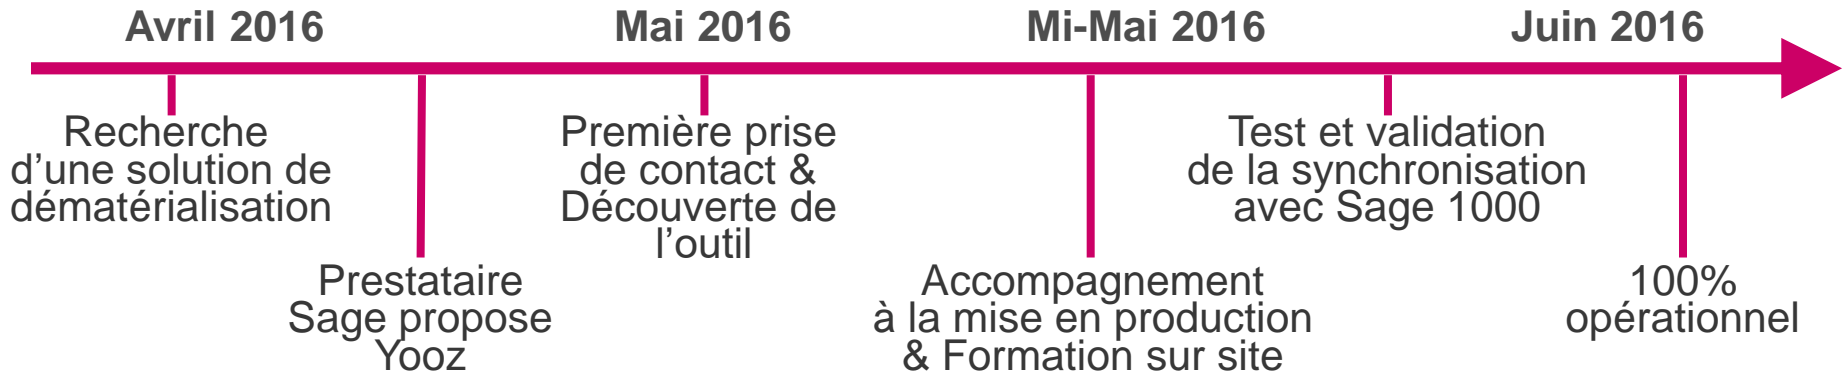 Avril 2016
Mai 2016
Mi-Mai 2016
Juin 2016
Recherche
d’une solution de
dématérialisation
Prestataire
Sage propose
Yooz
Première prise
de contact &
Découverte de
l’outil
Accompagnement
à la mise en production
& Formation sur site
Test et validation
de la synchronisation
avec Sage 1000
100%
opérationnel